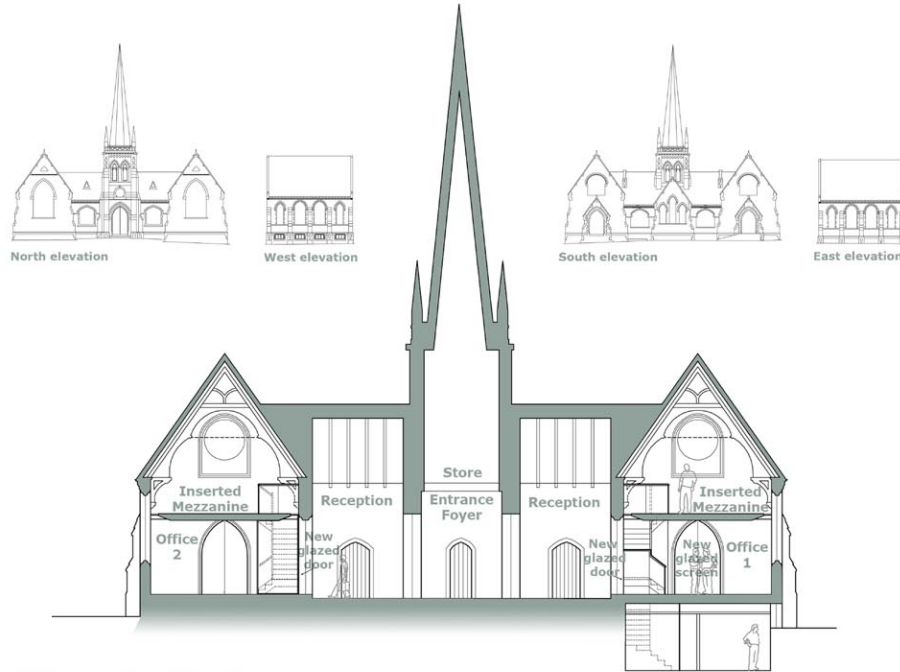 North elevation
West elevation
South elevation
East elevation
Store
Inserted
Mezzanine
Reception
Entrance
Foyer
Reception
Inserted
Mezzanine
Office
2
New
glazed
door
New
glazed
door
New
glazed
screen
Office
1